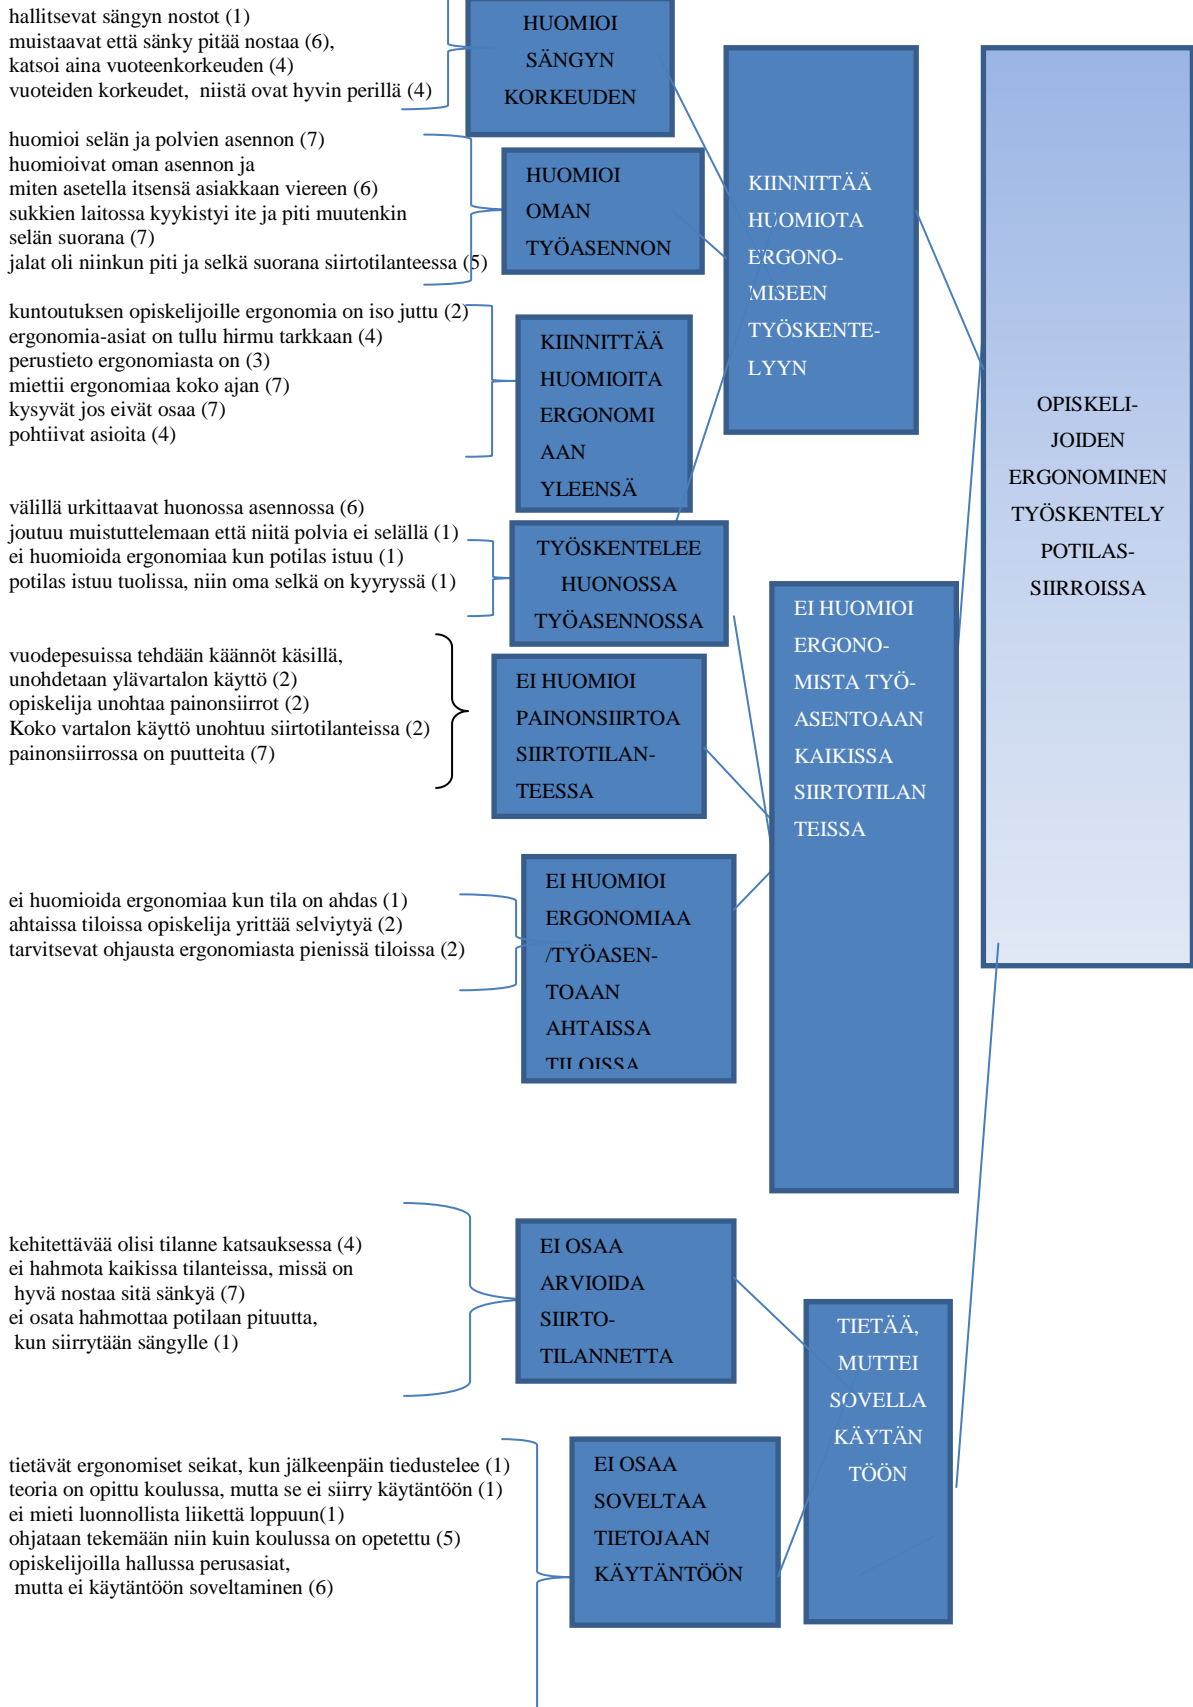 hallitsevat sängyn nostot (1)
muistaavat että sänky pitää nostaa (6),
katsoi aina vuoteenkorkeuden (4)
vuoteiden korkeudet, niistä ovat hyvin perillä (4)
HUOMIOI
SÄNGYN
KORKEUDEN
huomioi selän ja polvien asennon (7)
huomioivat oman asennon ja
miten asetella itsensä asiakkaan viereen (6)
sukkien laitossa kyykistyi ite ja piti muutenkin
selän suorana (7)
jalat oli niinkun piti ja selkä suorana siirtotilanteessa (5)
HUOMIOI
OMAN
TYÖASENNON
kuntoutuksen opiskelijoille ergonomia on iso juttu (2)
ergonomia-asiat on tullu hirmu tarkkaan (4)
perustieto ergonomiasta on (3)
miettii ergonomiaa koko ajan (7)
kysyvät jos eivät osaa (7)
pohtiivat asioita (4)
KIINNITTÄÄ
HUOMIOITA
ERGONOMI
AAN
YLEENSÄ
KIINNITTÄÄ
HUOMIOTA
ERGONO-
MISEEN
TYÖSKENTE-
LYYN
välillä urkittaavat huonossa asennossa (6)
joutuu muistuttelemaan että niitä polvia ei selällä (1)
ei huomioida ergonomiaa kun potilas istuu (1)
potilas istuu tuolissa, niin oma selkä on kyyryssä (1)
TYÖSKENTELEE
HUONOSSA
TYÖASENNOSSA
vuodepesuissa tehdään käännöt käsillä,
unohdetaan ylävartalon käyttö (2)
opiskelija unohtaa painonsiirrot (2)
Koko vartalon käyttö unohtuu siirtotilanteissa (2)
painonsiirrossa on puutteita (7)
EI HUOMIOI
PAINONSIIRTOA
SIIRTOTILAN-
TEESSA
ei huomioida ergonomiaa kun tila on ahdas (1)
ahtaissa tiloissa opiskelija yrittää selviytyä (2)
tarvitsevat ohjausta ergonomiasta pienissä tiloissa (2)
EI HUOMIOI
ERGONOMIAA
/TYÖASEN-
TOAAN
AHTAISSA
TILOISSA
EI HUOMIOI
ERGONO-
MISTA TYÖ-
ASENTOAAN
KAIKISSA
SIIRTOTILAN
TEISSA
kehitettävää olisi tilanne katsauksessa (4)
ei hahmota kaikissa tilanteissa, missä on
hyvä nostaa sitä sänkyä (7)
ei osata hahmottaa potilaan pituutta,
kun siirrytään sängylle (1)
EI OSAA
ARVIOIDA
SIIRTO-
TILANNETTA
tietävät ergonomiset seikat, kun jälkeenpäin tiedustelee (1)
teoria on opittu koulussa, mutta se ei siirry käytäntöön (1)
ei mieti luonnollista liikettä loppuun(1)
ohjataan tekemään niin kuin koulussa on opetettu (5)
opiskelijoilla hallussa perusasiat,
mutta ei käytäntöön soveltaminen (6)
EI OSAA
SOVELTAA
TIETOJAAN
KÄYTÄNTÖÖN
TIETÄÄ,
MUTTEI
SOVELLA
KÄYTÄN
TÖÖN
OPISKELI-
JOIDEN
ERGONOMINEN
TYÖSKENTELY
POTILAS-
SIIRROISSA